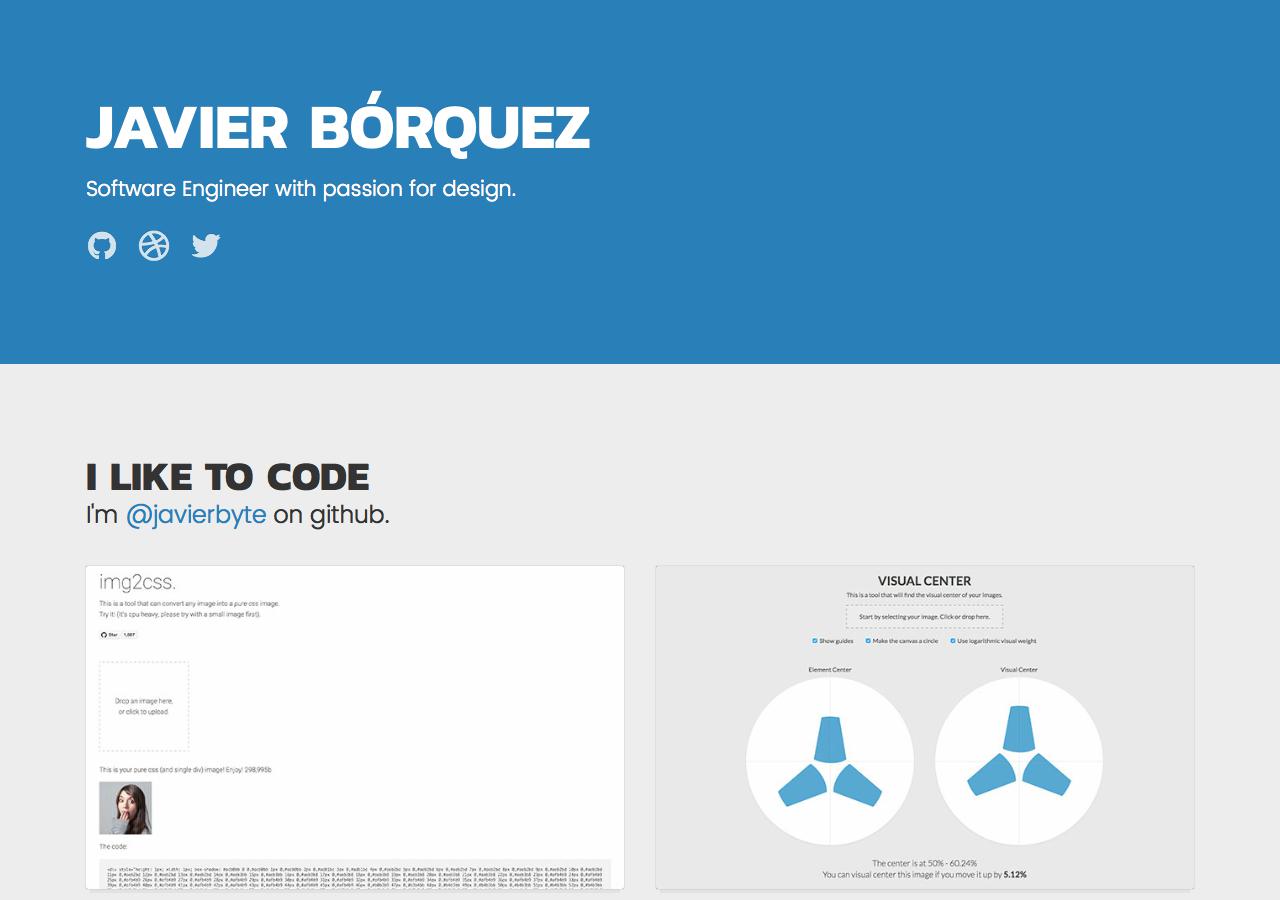 JAVIER BÓRQUEZ
Software Engineer with passion for design.
I LIKE TO CODE
I'm @javierbyte on github.
img2css.
This is a tool that can convert any image into a pure css image.
Try it! (it's cpu heavy, please try with a small image first).
Star 1,007
Drop an image here,
or click to upload.
This is your pure css (and single div) image! Enjoy! 298,995b
The code:
VISUAL CENTER
This is a tool that will find the visual center of your images.
Start by selecting your image. Click or drop here.
Show guides
Make the canvas a circle
Use logarithmic visual weight
Element Center
Visual Center
The center is at 50% - 60.24%
You can visual center this image if you move it up by 5.12%